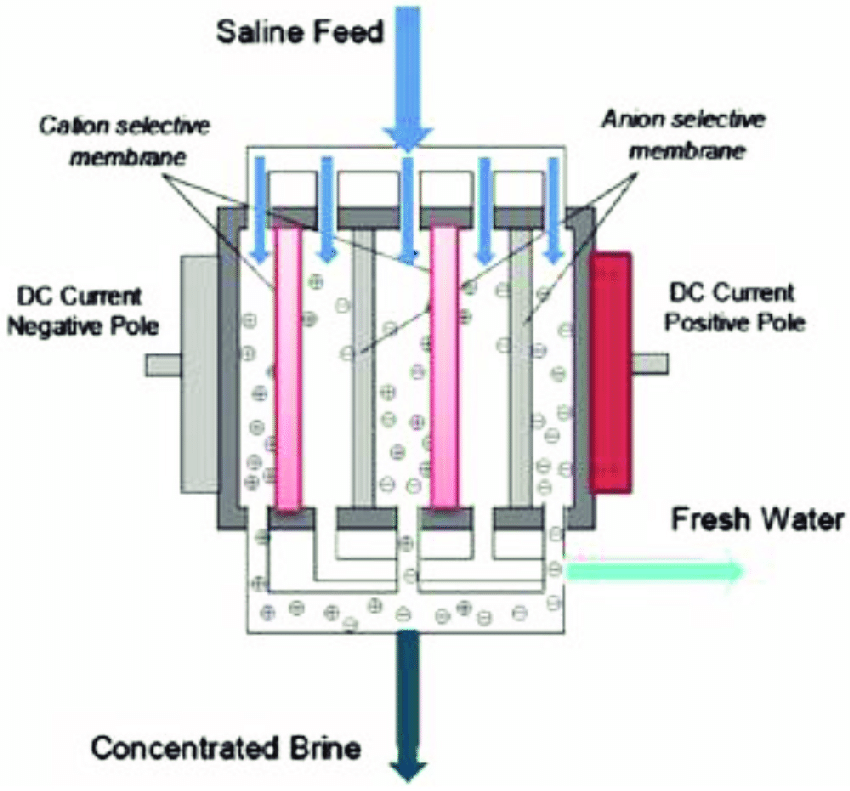 Saline Feed
Cation selective
membrane
Anion selective
membrane
DC Current
Negative Pole
DC Current
Positive Pole
Fresh Water
Concentrated Brine